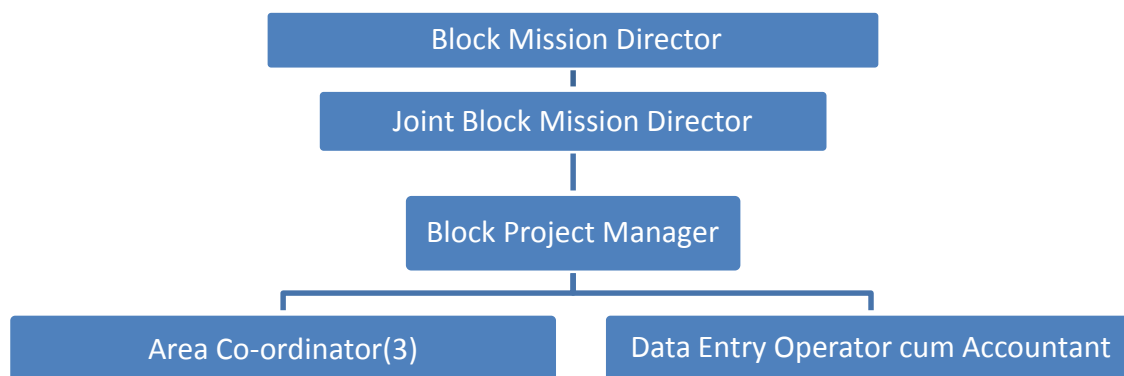 Block Mission Director
Joint Block Mission Director
Block Project Manager
Area Co-ordinator(3)
Data Entry Operator cum Accountant